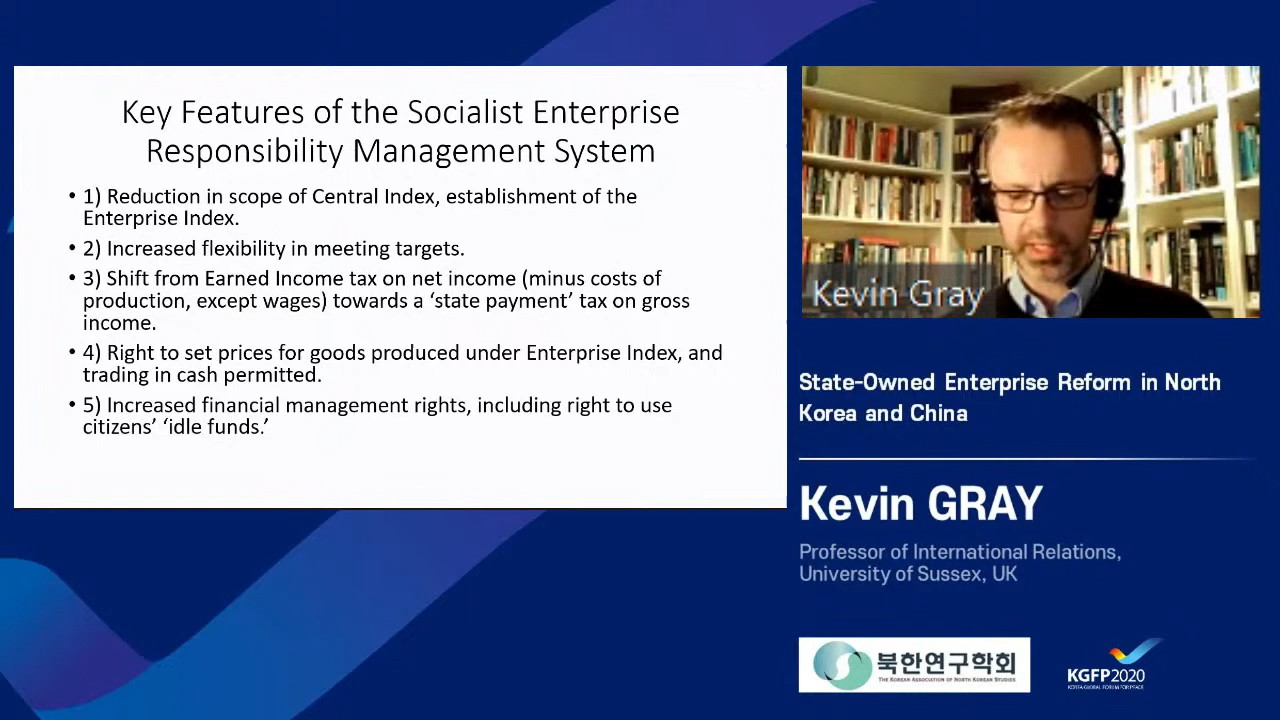 Key Features of the Socialist Enterprise
Responsibility Management System
• 1) Reduction in scope of Central Index, establishment of the
Enterprise Index.
• 2) Increased flexibility in meeting targets.
• 3) Shift from Earned Income tax on net income (minus costs of
production, except wages) towards a ‘state payment’ tax on gross
income.
• 4) Right to set prices for goods produced under Enterprise Index, and
trading in cash permitted.
• 5) Increased financial management rights, including right to use
citizens’ ‘idle funds.’
Kevin Gray
State-Owned Enterprise Reform in North
Korea and China
Kevin GRAY
Professor of International Relations,
University of Sussex, UK
북한연구학회
THE KOREAN ASSOCIATION OF NORTH KOREAN STUDIES
KGFP2020
KOREA GLOBAL FORUM FOR PEACE